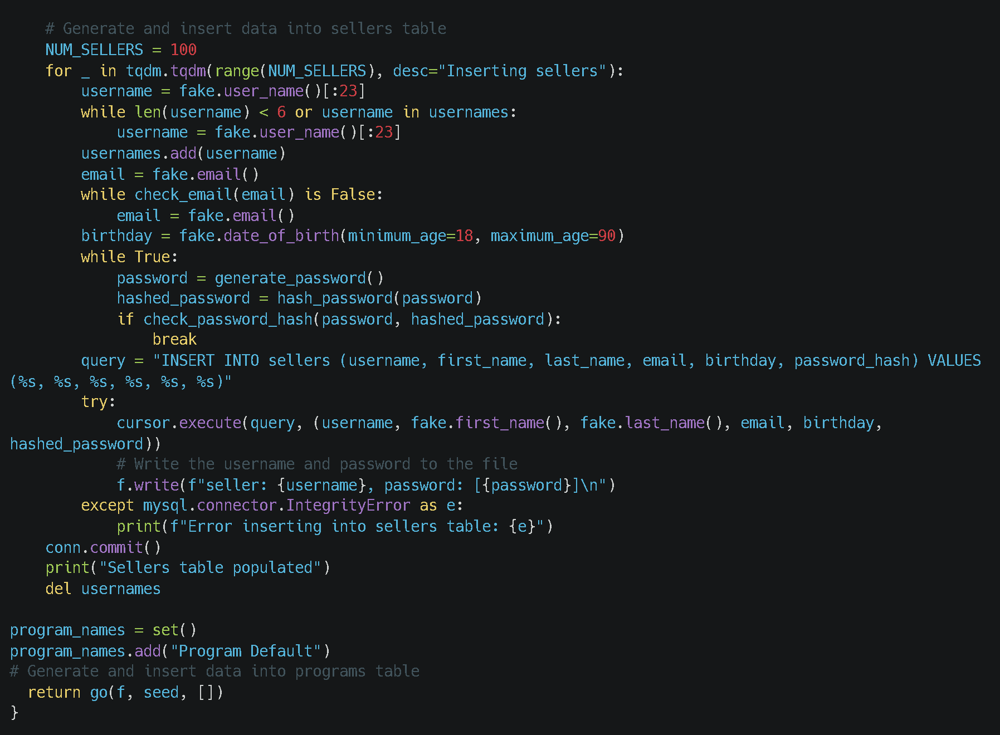 # Generate and insert data into sellers table
    NUM_SELLERS = 100
    for _ in tqdm.tqdm(range(NUM_SELLERS), desc="Inserting sellers"):
        username = fake.user_name()[:23]
        while len(username) < 6 or username in usernames:
            username = fake.user_name()[:23]
        usernames.add(username)
        email = fake.email()
        while check_email(email) is False:
            email = fake.email()
        birthday = fake.date_of_birth(minimum_age=18, maximum_age=90)
        while True:
            password = generate_password()
            hashed_password = hash_password(password)
            if check_password_hash(password, hashed_password):
                break
        query = "INSERT INTO sellers (username, first_name, last_name, email, birthday, password_hash) VALUES
(%s, %s, %s, %s, %s, %s)"
        try:
            cursor.execute(query, (username, fake.first_name(), fake.last_name(), email, birthday,
hashed_password))
            # Write the username and password to the file
            f.write(f"seller: {username}, password: [{password}]\n")
        except mysql.connector.IntegrityError as e:
            print(f"Error inserting into sellers table: {e}")
    conn.commit()
    print("Sellers table populated")
    del usernames

program_names = set()
program_names.add("Program Default")
# Generate and insert data into programs table
  return go(f, seed, [])
}